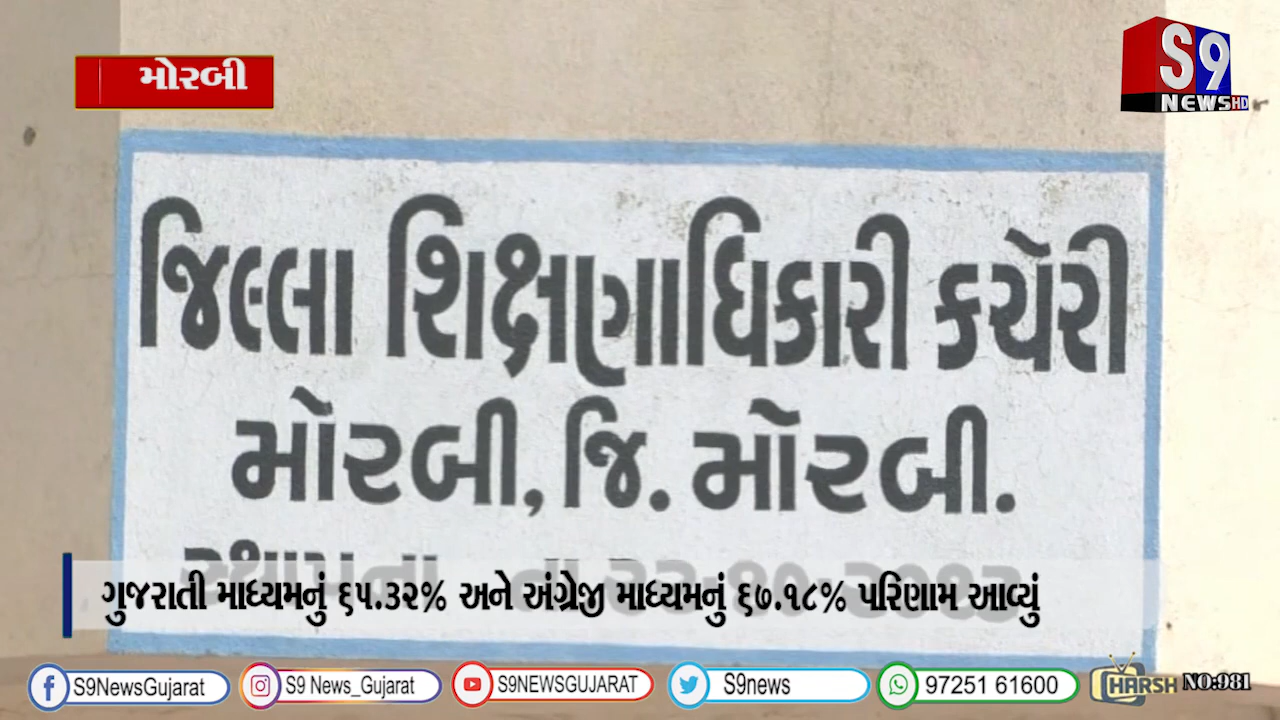 મોરબી
S9
NEWS HD
જિલ્લા શિક્ષણાધિકારી કચેરી
મોરબી, જિ. મોરબી.
ગુજરાતી માધ્યમનું ૬૫.૩૨% અને અંગ્રેજી માધ્યમનું ૬૭.૧૮% પરિણામ આવ્યું
S9NewsGujarat
S9 News_Gujarat
S9NEWSGUJARAT
S9news
97251 61600
HARSH NO:981